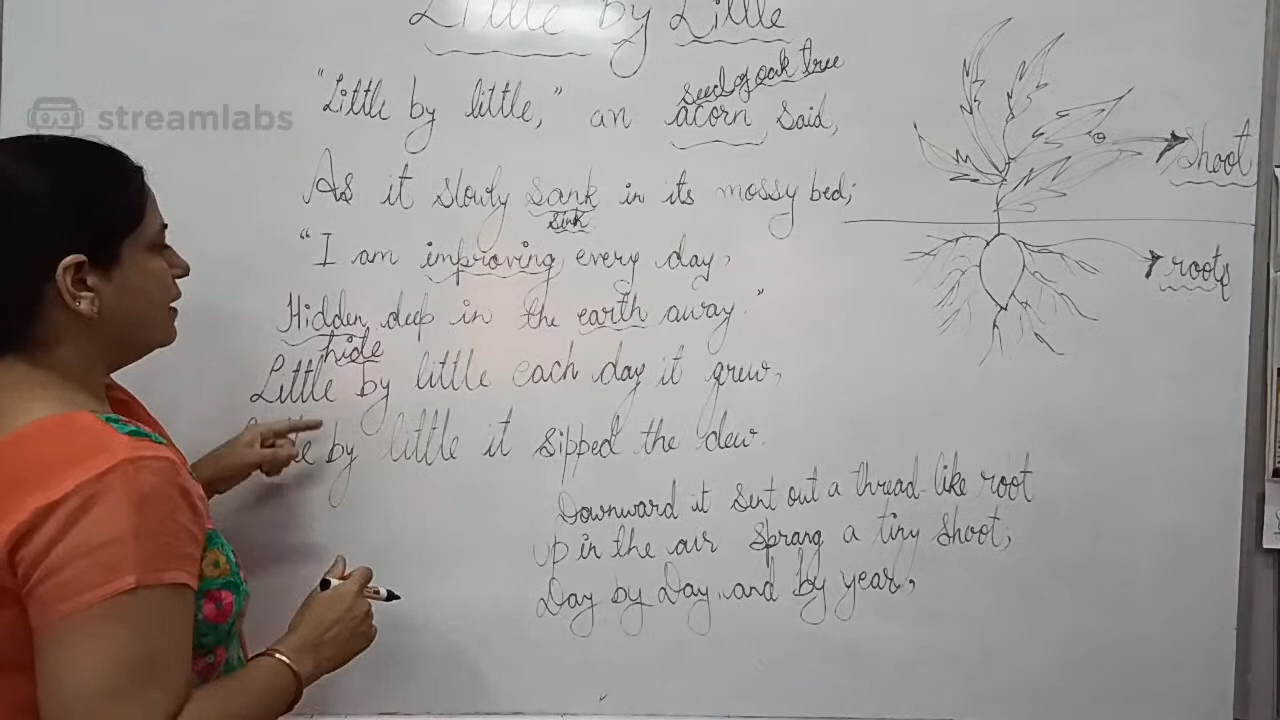 Little by Little
streamlabs
seed of oak tree
"Little by little," an acorn said,
As it slowly sank in its mossy bed;
sink
"I am improving every day,
Hidden deep in the earth away."
hide
Little by little each day it grew,
by little it sipped the dew.
Downward it sent out a thread-like root
up in the air sprang a tiny shoot,
Day by Day, and by year,
shoot
roots